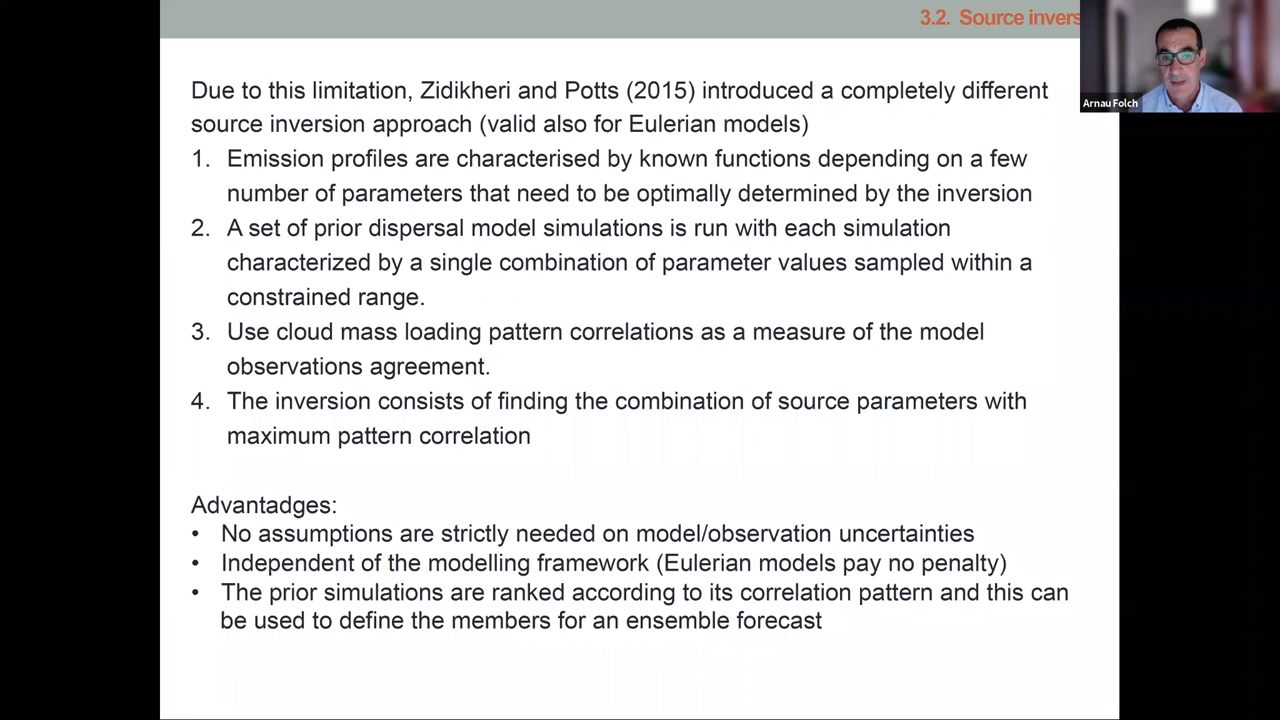 3.2. Source invers
Arnau Folch
Due to this limitation, Zidikheri and Potts (2015) introduced a completely different
source inversion approach (valid also for Eulerian models)
1. Emission profiles are characterised by known functions depending on a few
number of parameters that need to be optimally determined by the inversion
2. A set of prior dispersal model simulations is run with each simulation
characterized by a single combination of parameter values sampled within a
constrained range.
3. Use cloud mass loading pattern correlations as a measure of the model
observations agreement.
4. The inversion consists of finding the combination of source parameters with
maximum pattern correlation
Advantadges:
• No assumptions are strictly needed on model/observation uncertainties
• Independent of the modelling framework (Eulerian models pay no penalty)
• The prior simulations are ranked according to its correlation pattern and this can
be used to define the members for an ensemble forecast